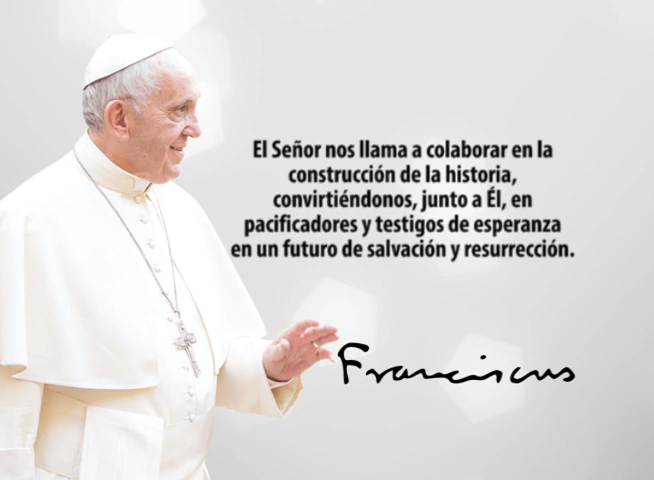 El Señor nos llama a colaborar en la
construcción de la historia,
convirtiéndonos, junto a Él, en
pacificadores y testigos de esperanza
en un futuro de salvación y resurrección.
Franciscus